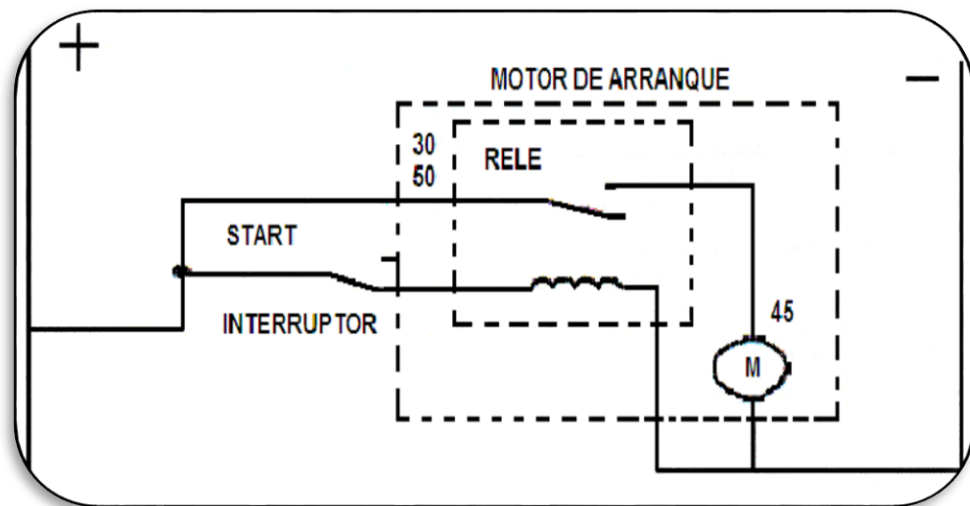 +
−
MOTOR DE ARRANQUE
30
50
RELE
START
INTERRUPTOR
45
M